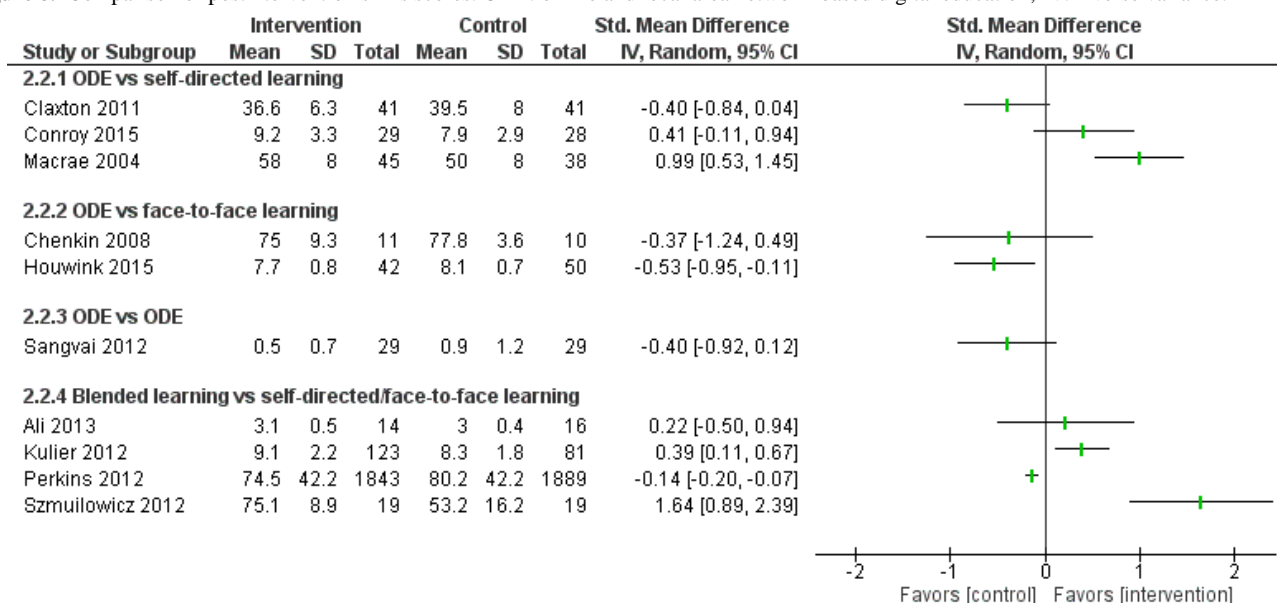 Intervention Control Std. Mean Difference Std. Mean Difference
Study or Subgroup Mean SD Total Mean SD Total IV, Random, 95% CI IV, Random, 95% CI
2.2.1 ODE vs self-directed learning
Claxton 2011 36.6 6.3 41 39.5 8 41 -0.40 [-0.84, 0.04]
Conroy 2015 9.2 3.3 29 7.9 2.9 28 0.41 [-0.11, 0.94]
Macrae 2004 58 8 45 50 8 38 0.99 [0.53, 1.45]
2.2.2 ODE vs face-to-face learning
Chenkin 2008 75 9.3 11 77.8 3.6 10 -0.37 [-1.24, 0.49]
Houwink 2015 7.7 0.8 42 8.1 0.7 50 -0.53 [-0.95, -0.11]
2.2.3 ODE vs ODE
Sangvai 2012 0.5 0.7 29 0.9 1.2 29 -0.40 [-0.92, 0.12]
2.2.4 Blended learning vs self-directed/face-to-face learning
Ali 2013 3.1 0.5 14 3 0.4 16 0.22 [-0.50, 0.94]
Kulier 2012 9.1 2.2 123 8.3 1.8 81 0.39 [0.11, 0.67]
Perkins 2012 74.5 42.2 1843 80.2 42.2 1889 -0.14 [-0.20, -0.07]
Szmuilowicz 2012 75.1 8.9 19 53.2 16.2 19 1.64 [0.89, 2.39]
-2 -1 0 1 2
Favors [control] Favors [intervention]